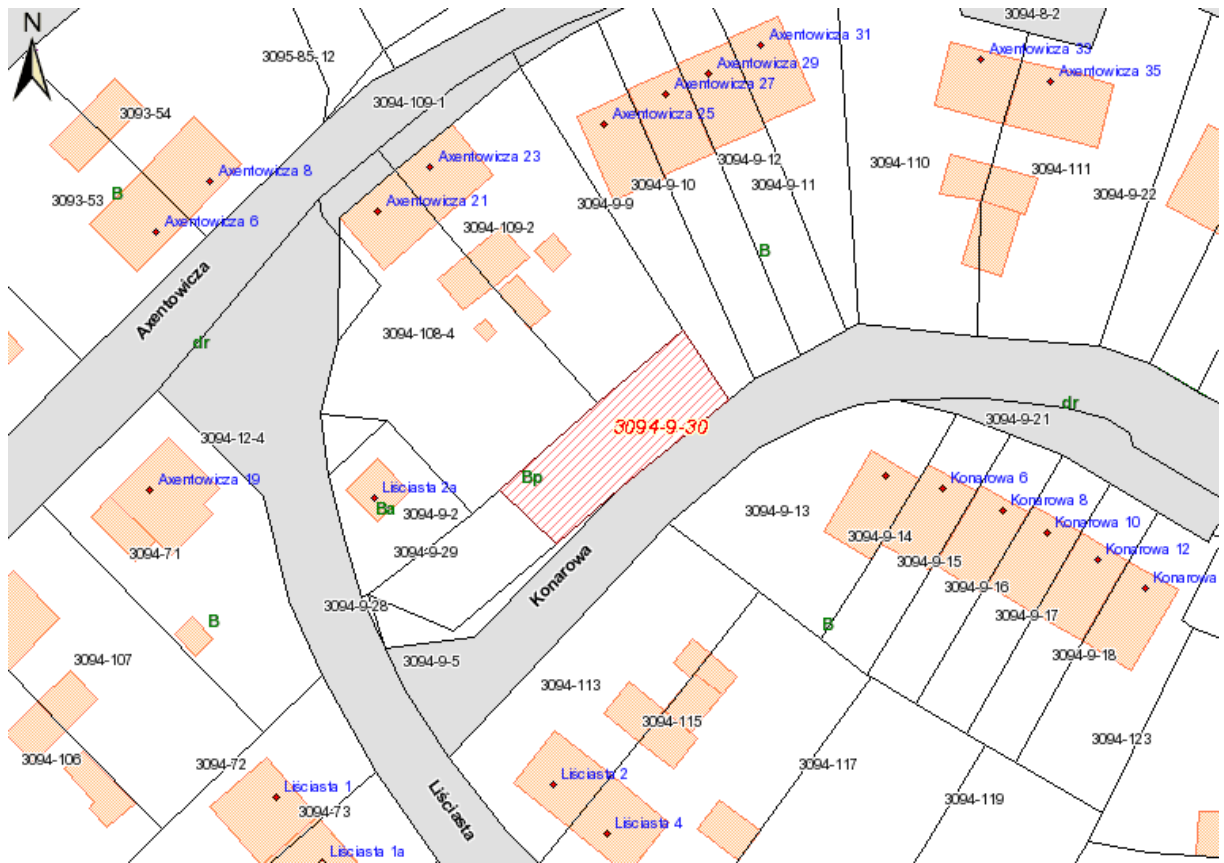 N
3094-8-2
Axentowicza 31
3095-85-12
Axentowicza 29
Axentowicza 33
Axentowicza 35
Axentowicza 27
3094-109-1
3093-54
Axentowicza 25
Axentowicza 23
3094-9-12
3094-110
3094-111
Axentowicza 8
3094-9-10
3094-9-11
B
3093-53
3094-9-22
3094-9-9
Axentowicza 21
Axentowicza 6
3094-109-2
B
Axentowicza
3094-108-4
dr
dr
3094-9-21
3094-9-30
3094-12-4
Axentowicza 19
Bp
Konarowa 6
Liściasta 2a
Ba
3094-9-2
3094-9-13
Konarowa 8
Konarowa 10
3094-9-14
3094-71
3094-9-29
Konarowa 12
3094-9-15
Konarowa
Konarowa
3094-9-16
3094-9-28
3094-9-17
B
B
3094-9-18
3094-107
3094-9-5
3094-113
3094-115
3094-123
3094-106
3094-72
3094-117
Liściasta 2
Liściasta 1
Liściasta
3094-119
3094-73
Liściasta 4
Liściasta 1a